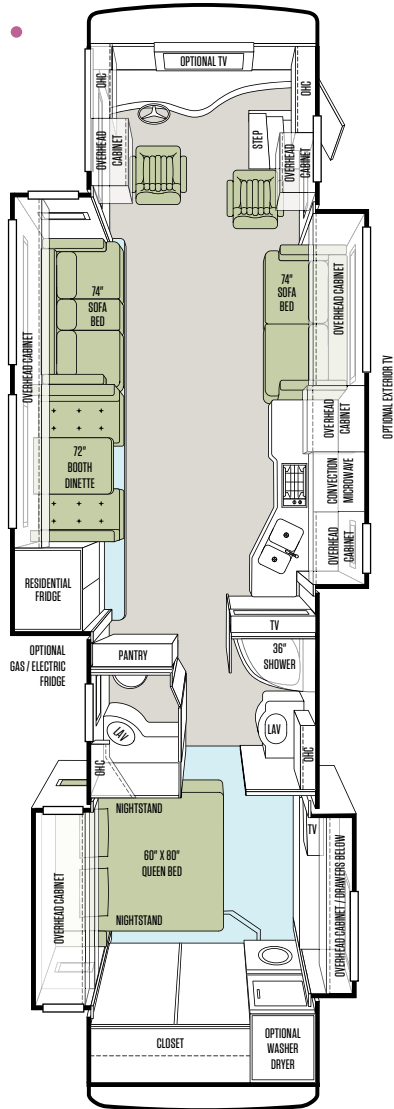 OPTIONAL TV
OHC
OHC
OVERHEAD
CABINET
STEP
OVERHEAD
CABINET
OVERHEAD CABINET
74"
SOFA
BED
74"
SOFA
BED
OVERHEAD CABINET
OPTIONAL EXTERIOR TV
72"
BOOTH
DINETTE
OVERHEAD
CABINET
CONVECTION
MICROWAVE
OVERHEAD
CABINET
RESIDENTIAL
FRIDGE
OPTIONAL
GAS / ELECTRIC
FRIDGE
TV
PANTRY
36"
SHOWER
LAV
LAV
OHC
OHC
NIGHTSTAND
OVERHEAD CABINET
60" X 80"
QUEEN BED
NIGHTSTAND
TV
OVERHEAD CABINET / DRAWERS BELOW
CLOSET
OPTIONAL
WASHER
DRYER